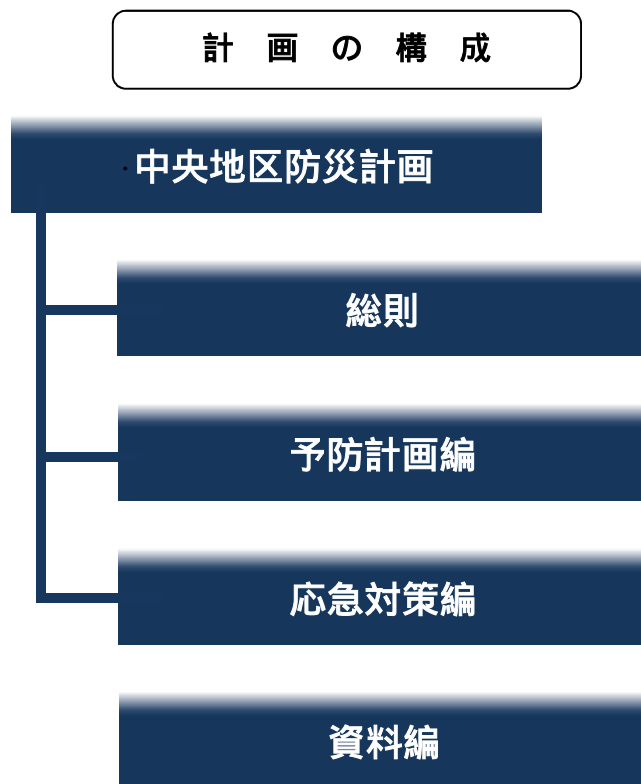 計画の構成
中央地区防災計画
総則
予防計画編
応急対策編
資料編